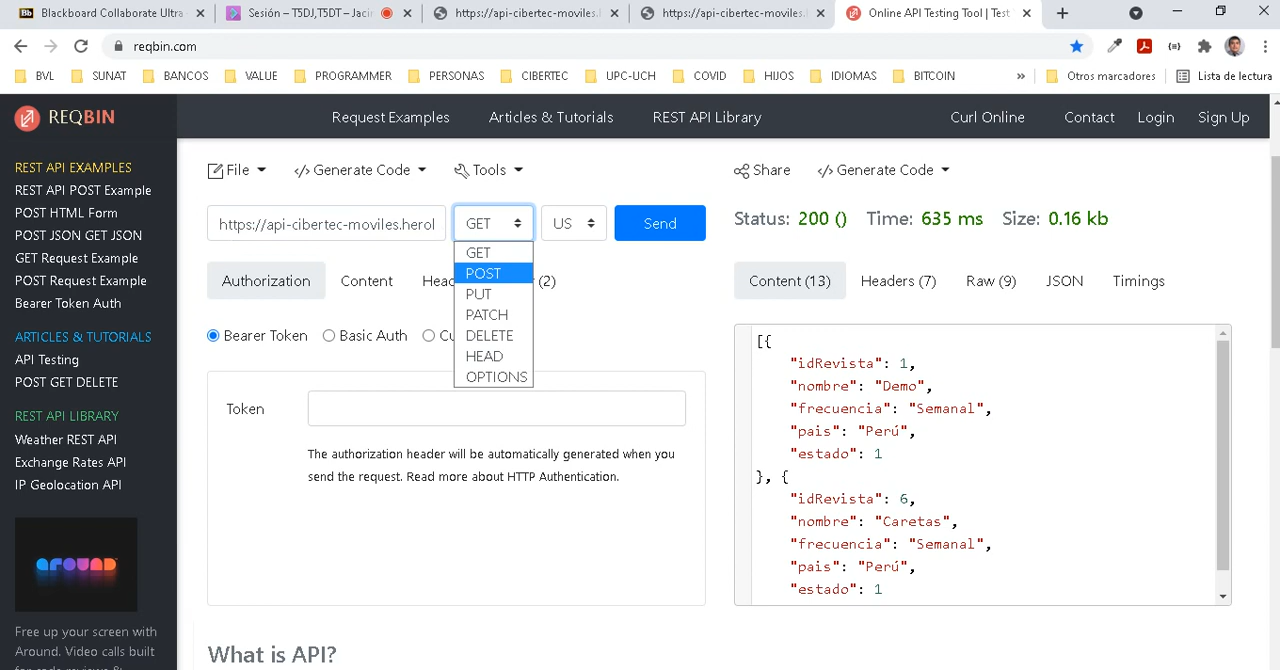 Blackboard Collaborate Ultra
Sesión – T5DJ,T5DT – Jacir
https://api-cibertec-moviles.
https://api-cibertec-moviles.
Online API Testing Tool | Test
reqbin.com
BVL
SUNAT
BANCOS
VALUE
PROGRAMMER
PERSONAS
CIBERTEC
UPC-UCH
COVID
HIJOS
IDIOMAS
BITCOIN
»
Otros marcadores
Lista de lectura
REQBIN
Request Examples
Articles & Tutorials
REST API Library
Curl Online
Contact
Login
Sign Up
REST API EXAMPLES
REST API POST Example
POST HTML Form
POST JSON GET JSON
GET Request Example
POST Request Example
Bearer Token Auth
ARTICLES & TUTORIALS
API Testing
POST GET DELETE
REST API LIBRARY
Weather REST API
Exchange Rates API
IP Geolocation API
around
Free up your screen with
Around. Video calls built
File
</> Generate Code
Tools
https://api-cibertec-moviles.herol
GET
US
Send
GET
POST
PUT
PATCH
DELETE
HEAD
OPTIONS
Authorization
Content
Head
(2)
Bearer Token
Basic Auth
Cu
Token
The authorization header will be automatically generated when you
send the request. Read more about HTTP Authentication.
What is API?
Share
</> Generate Code
Status: 200 () Time: 635 ms Size: 0.16 kb
Content (13)
Headers (7)
Raw (9)
JSON
Timings
[{
"idRevista": 1,
"nombre": "Demo",
"frecuencia": "Semanal",
"pais": "Perú",
"estado": 1
}, {
"idRevista": 6,
"nombre": "Caretas",
"frecuencia": "Semanal",
"pais": "Perú",
"estado": 1